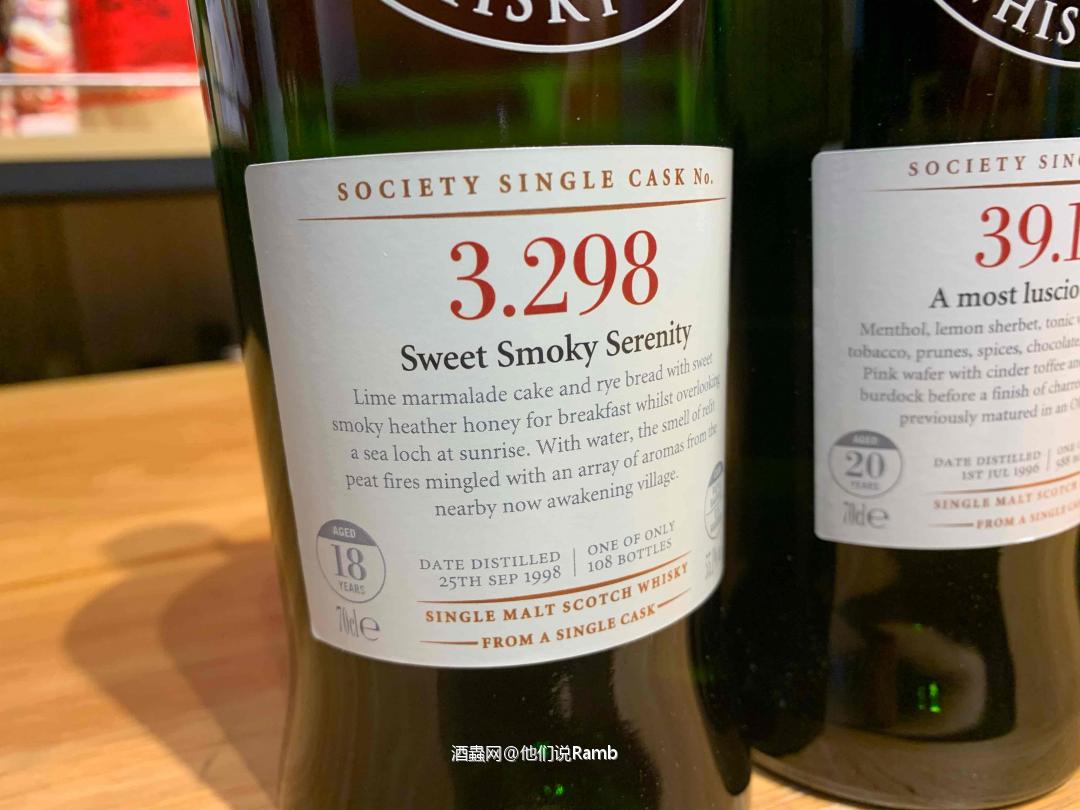 WHISKY
SOCIETY SINGLE CASK No.
3.298
Sweet Smoky Serenity
Lime marmalade cake and rye bread with sweet
smoky heather honey for breakfast whilst overlooking
a sea loch at sunrise. With water, the smell of
peat fires mingled with an array of aromas from the
nearby now awakening village.
AGED
18
YEARS
DATE DISTILLED
25TH SEP 1998
ONE OF ONLY
108 BOTTLES
70cl e
SINGLE MALT SCOTCH WHISKY
FROM A SINGLE CASK
WHIS
SOCIETY SING
39.1
A most luscio
Menthol, lemon sherbet, tonic
tobacco, prunes, spices, chocolate
Pink wafer with cinder toffee an
burdock before a finish of charre
previously matured in an O
AGED
20
YEARS
DATE DISTILLED
1ST JUL 1996
70cl e
SINGLE MALT SCOTCH
FROM A SINGLE
酒蟲网@他们说Ramb